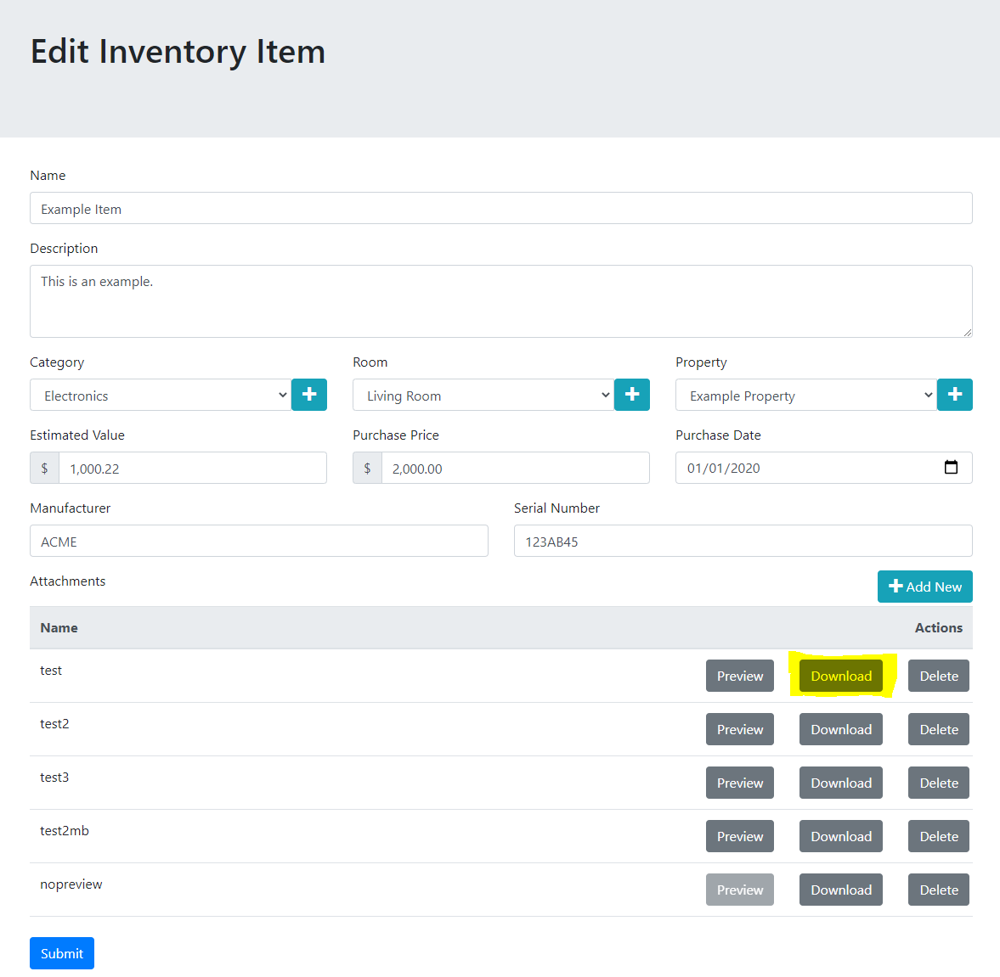 Edit Inventory Item
Name
Example Item
Description
This is an example.
Category Room Property
Electronics Living Room Example Property
Estimated Value Purchase Price Purchase Date
$ 1,000.22 $ 2,000.00 01/01/2020
Manufacturer Serial Number
ACME 123AB45
Attachments Add New
Name Actions
test Preview Download Delete
test2 Preview Download Delete
test3 Preview Download Delete
test2mb Preview Download Delete
nopreview Preview Download Delete
Submit